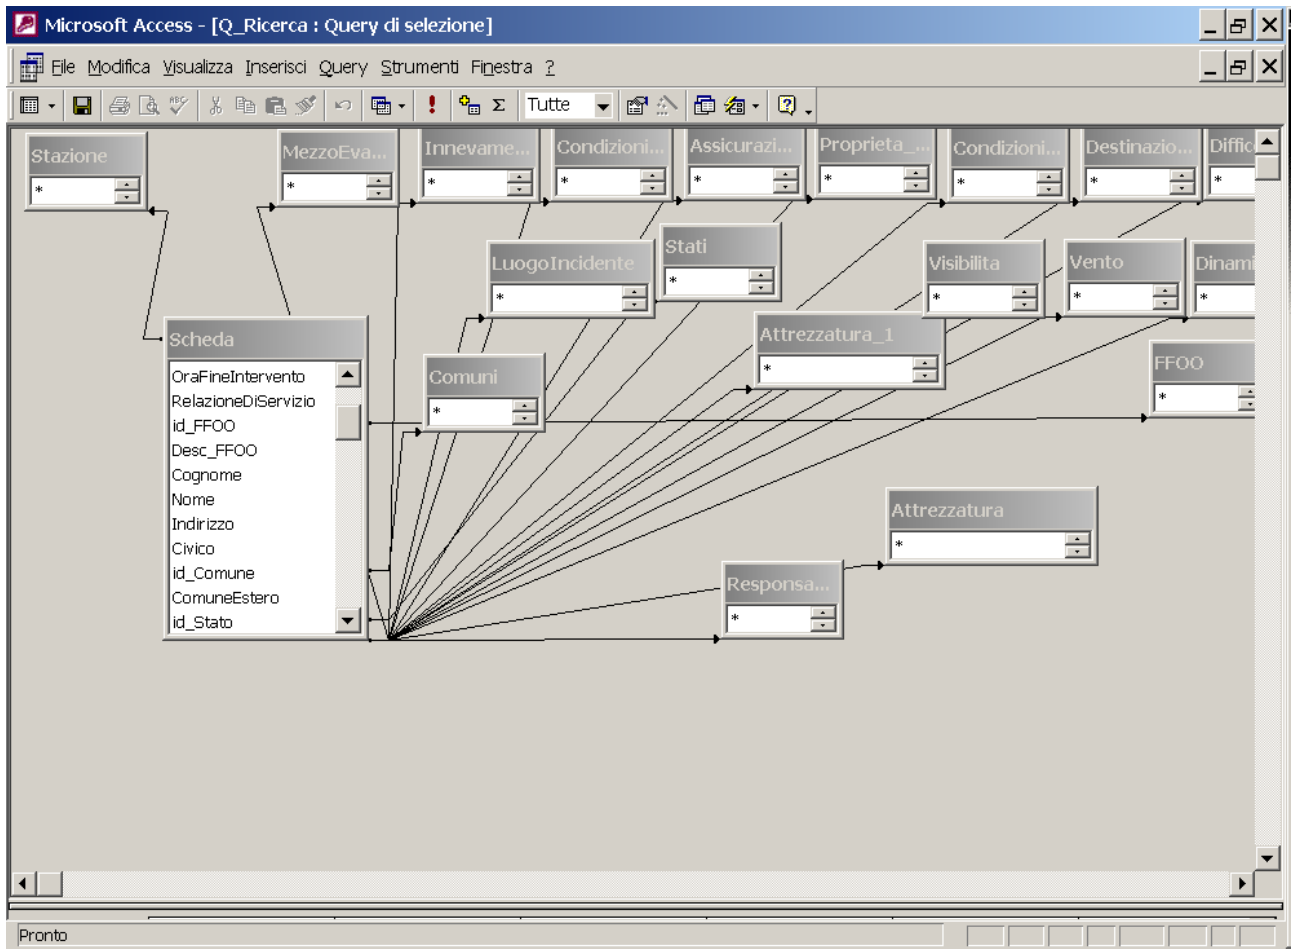 Microsoft Access - [Q_Ricerca : Query di selezione]
File Modifica Visualizza Inserisci Query Strumenti Finestra ?
Tutte
Stazione
*
MezzoEva...
*
Inneveme...
*
Condizioni...
*
Assicurazi...
*
Proprieta_...
*
Condizioni...
*
Destinazio...
*
Diffic
*
LuogoIncidente
*
Stati
*
Visibilita
*
Vento
*
Dinami
*
Scheda
OraFineIntervento
RelazioneDiServizio
id_FFOO
Desc_FFOO
Cognome
Nome
Indirizzo
Civico
id_Comune
ComuneEstero
id_Stato
Comuni
*
Attrezzatura_1
*
FFOO
*
Attrezzatura
*
Responsa...
*
Pronto